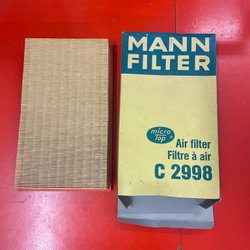 MANN
FILTER
micro
Top
Air filter
Filtre à air
C 2998